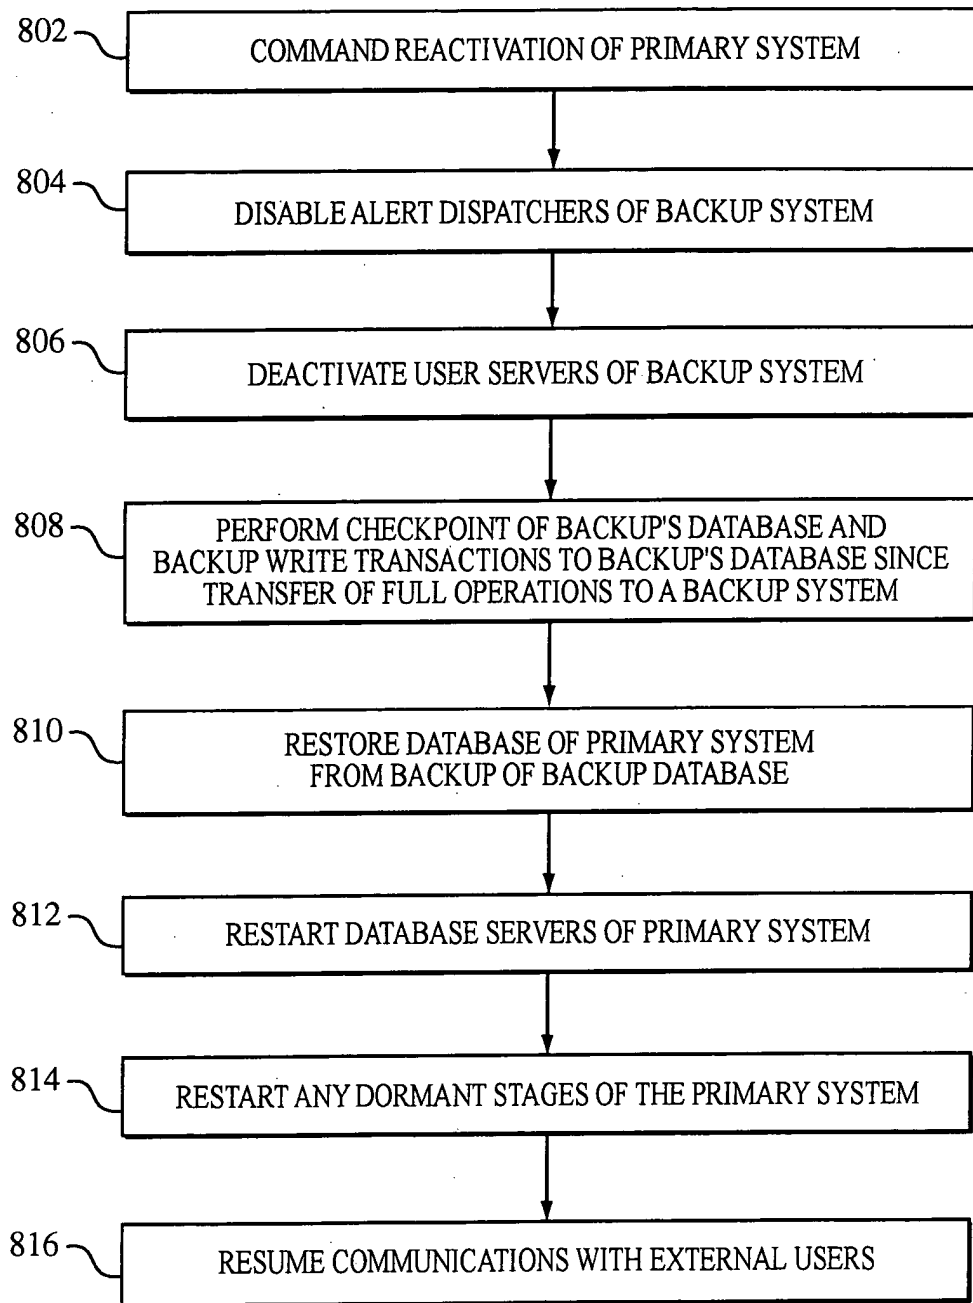 802
COMMAND REACTIVATION OF PRIMARY SYSTEM
804
DISABLE ALERT DISPATCHERS OF BACKUP SYSTEM
806
DEACTIVATE USER SERVERS OF BACKUP SYSTEM
808
PERFORM CHECKPOINT OF BACKUP'S DATABASE AND
BACKUP WRITE TRANSACTIONS TO BACKUP'S DATABASE SINCE
TRANSFER OF FULL OPERATIONS TO A BACKUP SYSTEM
810
RESTORE DATABASE OF PRIMARY SYSTEM
FROM BACKUP OF BACKUP DATABASE
812
RESTART DATABASE SERVERS OF PRIMARY SYSTEM
814
RESTART ANY DORMANT STAGES OF THE PRIMARY SYSTEM
816
RESUME COMMUNICATIONS WITH EXTERNAL USERS